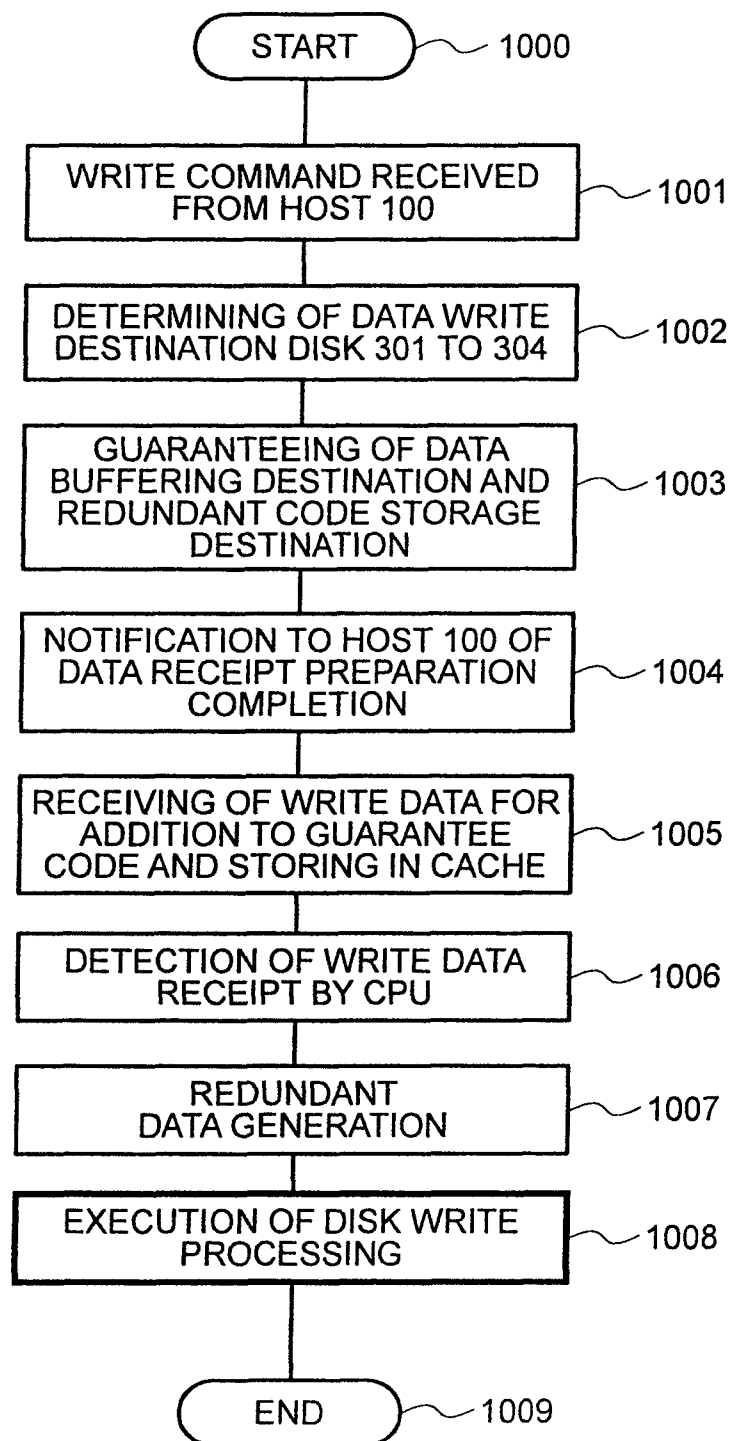 START
1000
WRITE COMMAND RECEIVED
FROM HOST 100
1001
DETERMINING OF DATA WRITE
DESTINATION DISK 301 TO 304
1002
GUARANTEEING OF DATA
BUFFERING DESTINATION AND
REDUNDANT CODE STORAGE
DESTINATION
1003
NOTIFICATION TO HOST 100 OF
DATA RECEIPT PREPARATION
COMPLETION
1004
RECEIVING OF WRITE DATA FOR
ADDITION TO GUARANTEE
CODE AND STORING IN CACHE
1005
DETECTION OF WRITE DATA
RECEIPT BY CPU
1006
REDUNDANT
DATA GENERATION
1007
EXECUTION OF DISK WRITE
PROCESSING
1008
END
1009